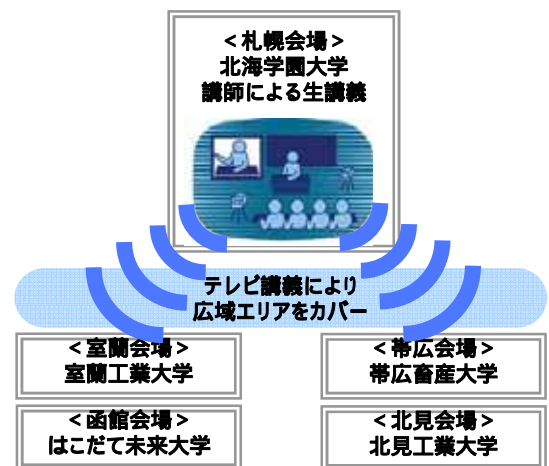 ＜札幌会場＞
北海学園大学
講師による生講義
テレビ講義により
広域エリアをカバー
＜室蘭会場＞
室蘭工業大学
＜帯広会場＞
帯広畜産大学
＜函館会場＞
はこだて未来大学
＜北見会場＞
北見工業大学